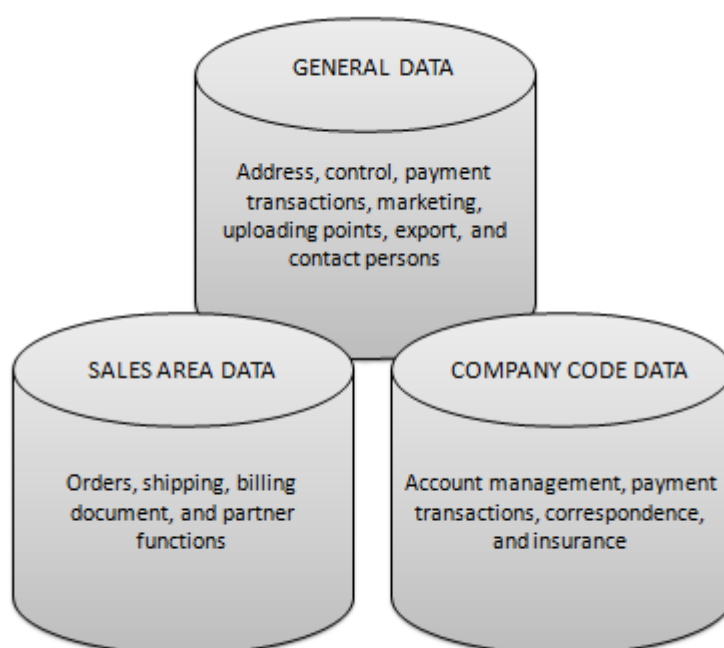 GENERAL DATA
Address, control, payment
transactions, marketing,
uploading points, export, and
contact persons
SALES AREA DATA
Orders, shipping, billing
document, and partner
functions
COMPANY CODE DATA
Account management, payment
transactions, correspondence,
and insurance